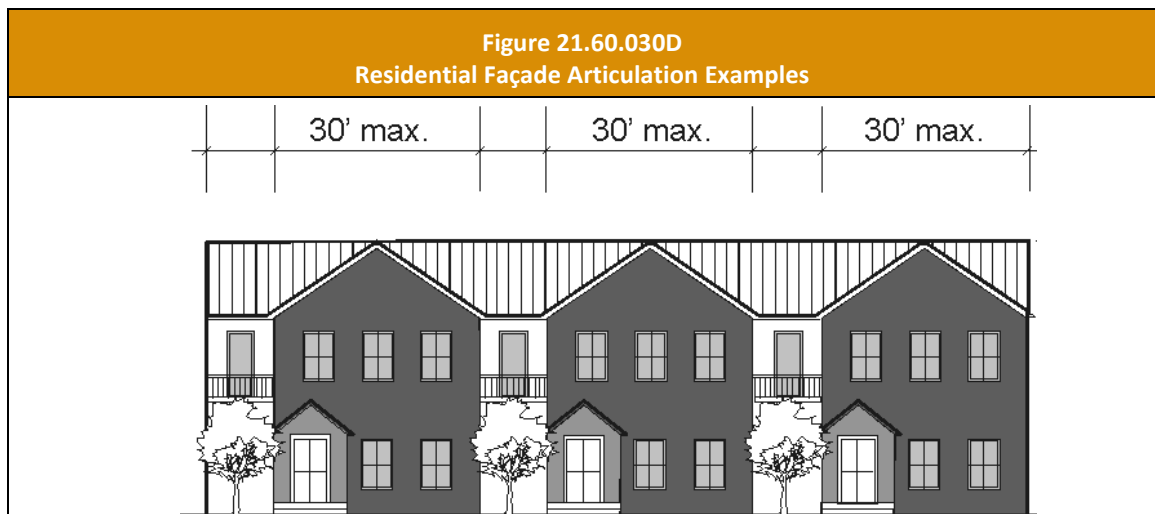 Figure 21.60.030D
Residential Façade Articulation Examples
30’ max. 30’ max. 30’ max.